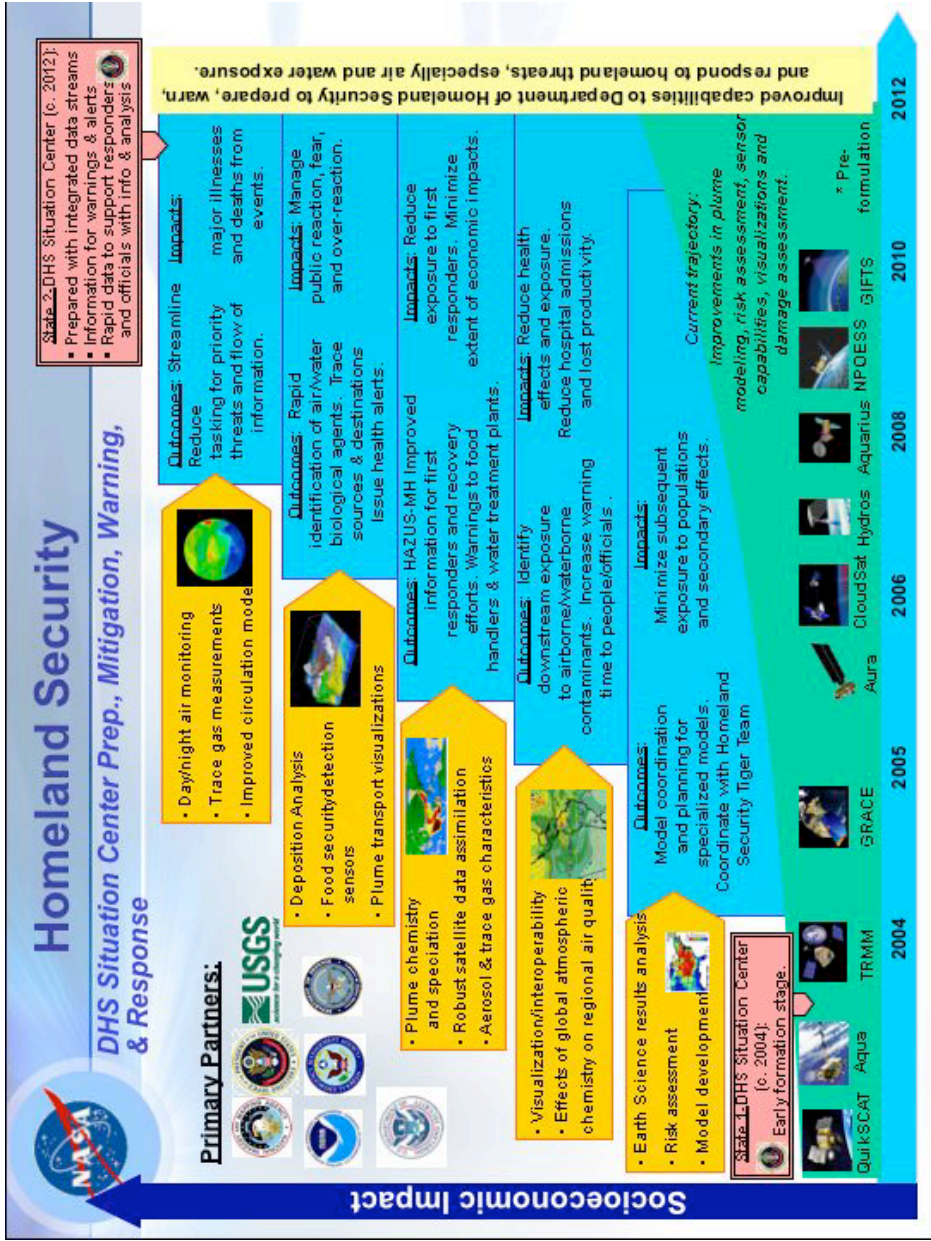 Homeland Security
DHS Situation Center Prep., Mitigation, Warning,
& Response
NASA
Primary Partners:
USGS
science for a changing world
NOAA
State 2 DHS Situation Center (c. 2012):
▪ Prepared with integrated data streams
▪ Information for warnings & alerts
▪ Rapid data to support responders
and officials with info & analysis
• Day/night air monitoring
• Trace gas measurements
• Improved circulation model
Outcomes: Streamline
Reduce
tasking for priority
threats and flow of
information.
Impacts:
major illnesses
and deaths from
events.
• Deposition Analysis
• Food securitydetection
sensors
• Plume transport visualizations
Outcomes: Rapid
identification of air/water
biological agents. Trace
sources & destinations
Issue health alerts.
Impacts: Manage
public reaction, fear,
and over-reaction.
• Plume chemistry
and speciation
• Robust satellite data assimilation
• Aerosol & trace gas characteristics
Outcomes: HAZUS-MH Improved
information for first
responders and recovery
efforts. Warnings to food
handlers & water treatment plants.
Impacts: Reduce
exposure to first
responders. Minimize
extent of economic impacts.
• Visualization/interoperability
• Effects of global atmospheric
chemistry on regional air quality
Outcomes: Identify
downstream exposure
to airborne/waterborne
contaminants. Increase warning
time to people/officials.
Impacts: Reduce health
effects and exposure.
Reduce hospital admissions
and lost productivity.
• Earth Science results analysis
• Risk assessment
• Model development
Outcomes:
Model coordination
and planning for
specialized models.
Coordinate with Homeland
Security Tiger Team
Impacts:
Minimize subsequent
exposure to populations
and secondary effects.
Current trajectory:
Improvements in plume
modeling, risk assessment, sensor
capabilities, visualizations and
damage assessment.
Improved capabilities to Department of Homeland Security to prepare, warn,
and respond to homeland threats, especially air and water exposure.
State 1 DHS Situation Center
(c. 2004):
Early formation stage.
* Pre-
formulation
QuikSCAT Aqua TRMM GRACE Aura CloudSat Hydros Aquarius NPOESS GIFTS
2004 2005 2006 2008 2010 2012
Socioeconomic Impact